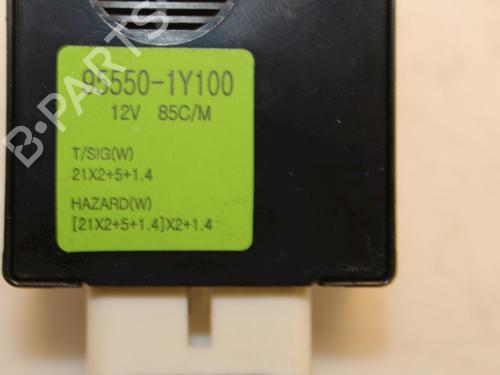 95550-1Y100
12V 85C/M
T/SIG(W)
21X2+5+1.4
HAZARD(W)
[21X2+5+1.4]X2+1.4
B-PARTS